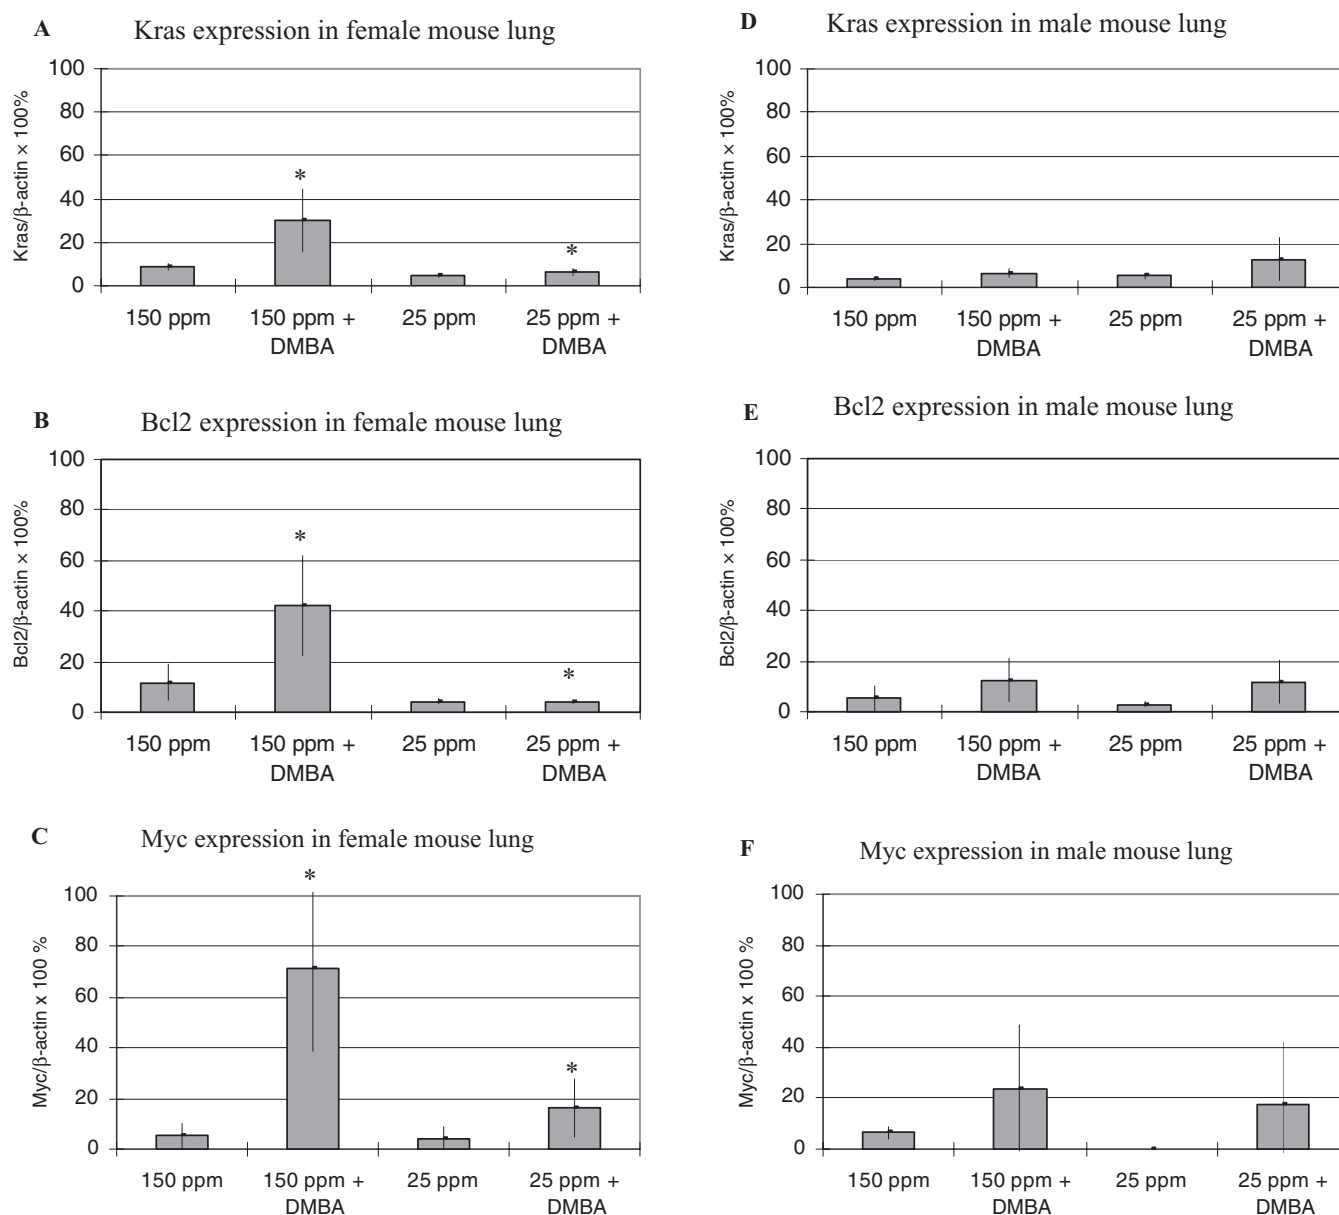 A
Kras expression in female mouse lung
Kras/β-actin × 100%
100
80
60
40
20
0
*
*
150 ppm
150 ppm +
DMBA
25 ppm
25 ppm +
DMBA
B
Bcl2 expression in female mouse lung
Bcl2/β-actin × 100%
100
80
60
40
20
0
*
*
150 ppm
150 ppm +
DMBA
25 ppm
25 ppm +
DMBA
C
Myc expression in female mouse lung
Myc/β-actin x 100 %
100
80
60
40
20
0
*
*
150 ppm
150 ppm +
DMBA
25 ppm
25 ppm +
DMBA
D
Kras expression in male mouse lung
Kras/β-actin × 100%
100
80
60
40
20
0
150 ppm
150 ppm +
DMBA
25 ppm
25 ppm +
DMBA
E
Bcl2 expression in male mouse lung
Bcl2/β-actin × 100%
100
80
60
40
20
0
150 ppm
150 ppm +
DMBA
25 ppm
25 ppm +
DMBA
F
Myc expression in male mouse lung
Myc/β-actin x 100 %
100
80
60
40
20
0
150 ppm
150 ppm +
DMBA
25 ppm
25 ppm +
DMBA